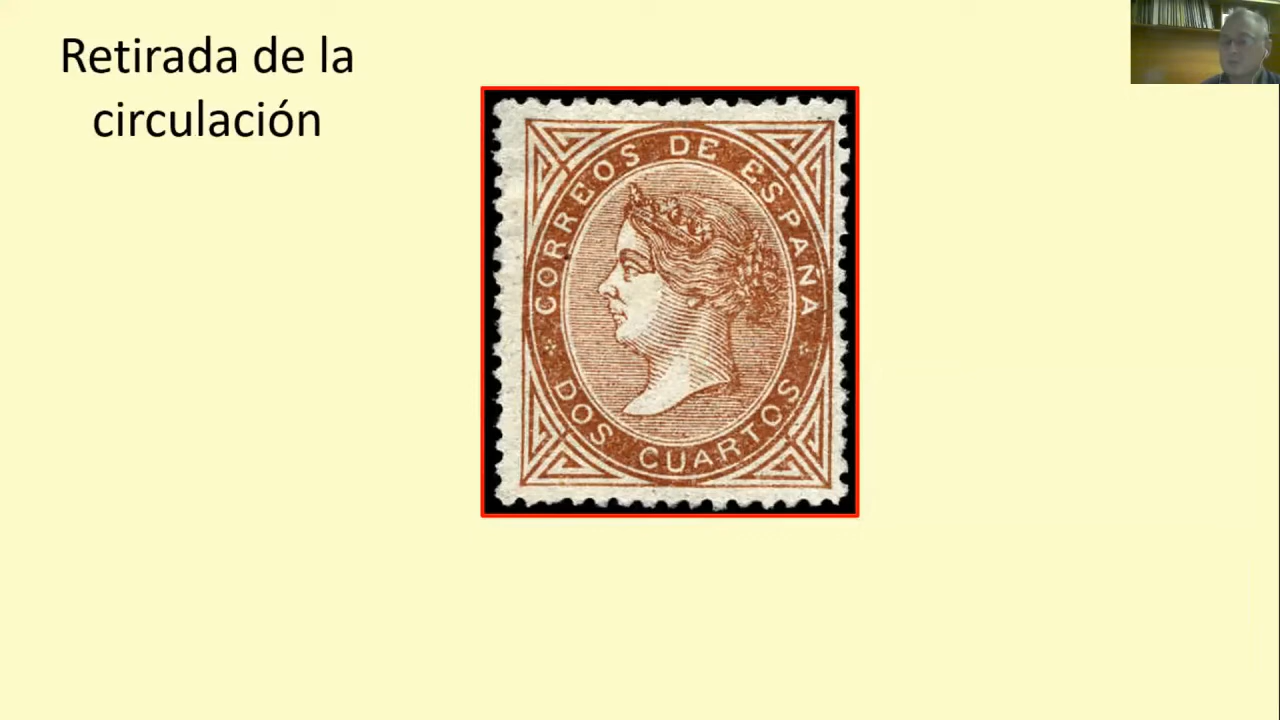 Retirada de la
circulación
CORREOS DE ESPAÑA
DOS CUARTOS